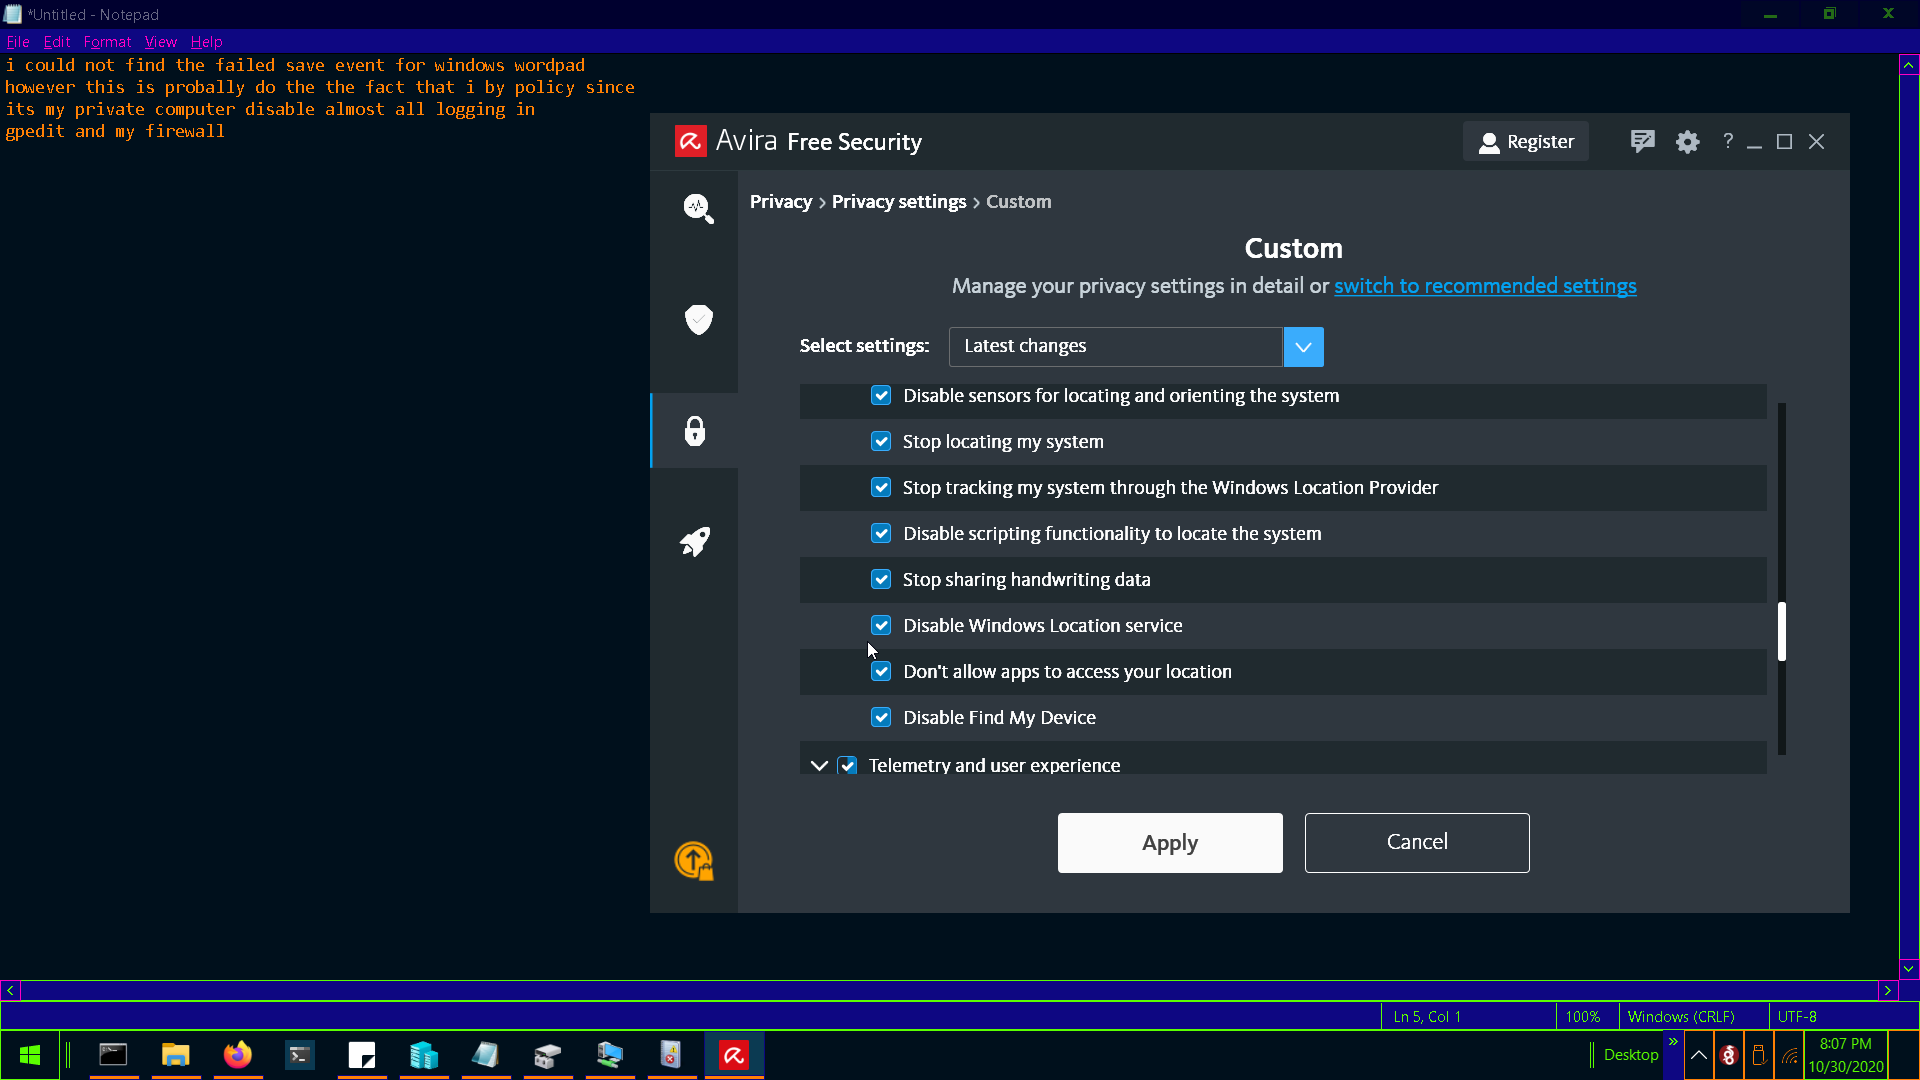 *Untitled - Notepad
File Edit Format View Help
i could not find the failed save event for windows wordpad
however this is probally do the the fact that i by policy since
its my private computer disable almost all logging in
gpedit and my firewall
Avira Free Security
Register
?
Privacy > Privacy settings > Custom
Custom
Manage your privacy settings in detail or switch to recommended settings
Select settings: Latest changes
Disable sensors for locating and orienting the system
Stop locating my system
Stop tracking my system through the Windows Location Provider
Disable scripting functionality to locate the system
Stop sharing handwriting data
Disable Windows Location service
Don't allow apps to access your location
Disable Find My Device
Telemetry and user experience
Apply
Cancel
Ln 5, Col 1
100%
Windows (CRLF)
UTF-8
Desktop
8:07 PM
10/30/2020